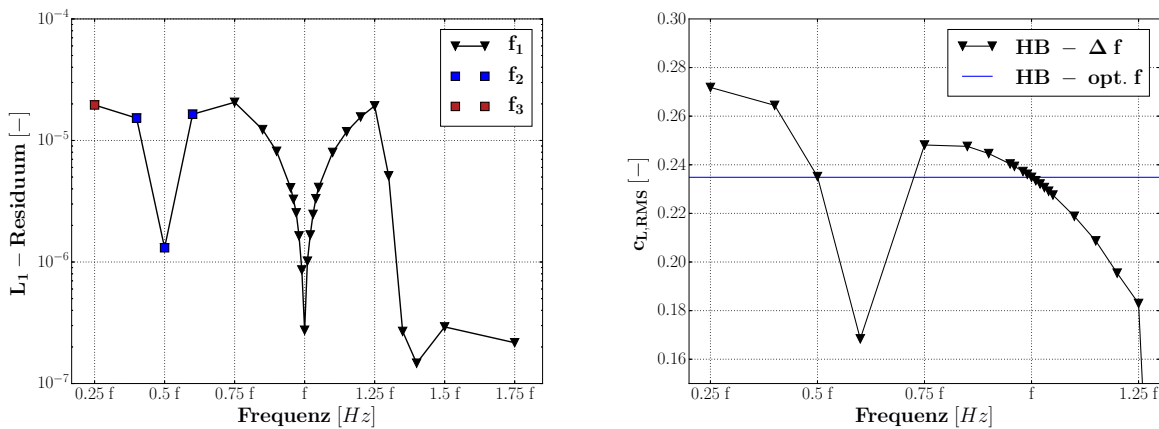 10⁻⁴
10⁻⁵
10⁻⁶
10⁻⁷
L₁ − Residuum [−]
f₁
f₂
f₃
0.25 f 0.5 f 0.75 f f 1.25 f 1.5 f 1.75 f
Frequenz [Hz]
0.30
0.28
0.26
0.24
0.22
0.20
0.18
0.16
c_L,RMS [−]
HB − Δ f
HB − opt. f
0.25 f 0.5 f 0.75 f f 1.25 f
Frequenz [Hz]